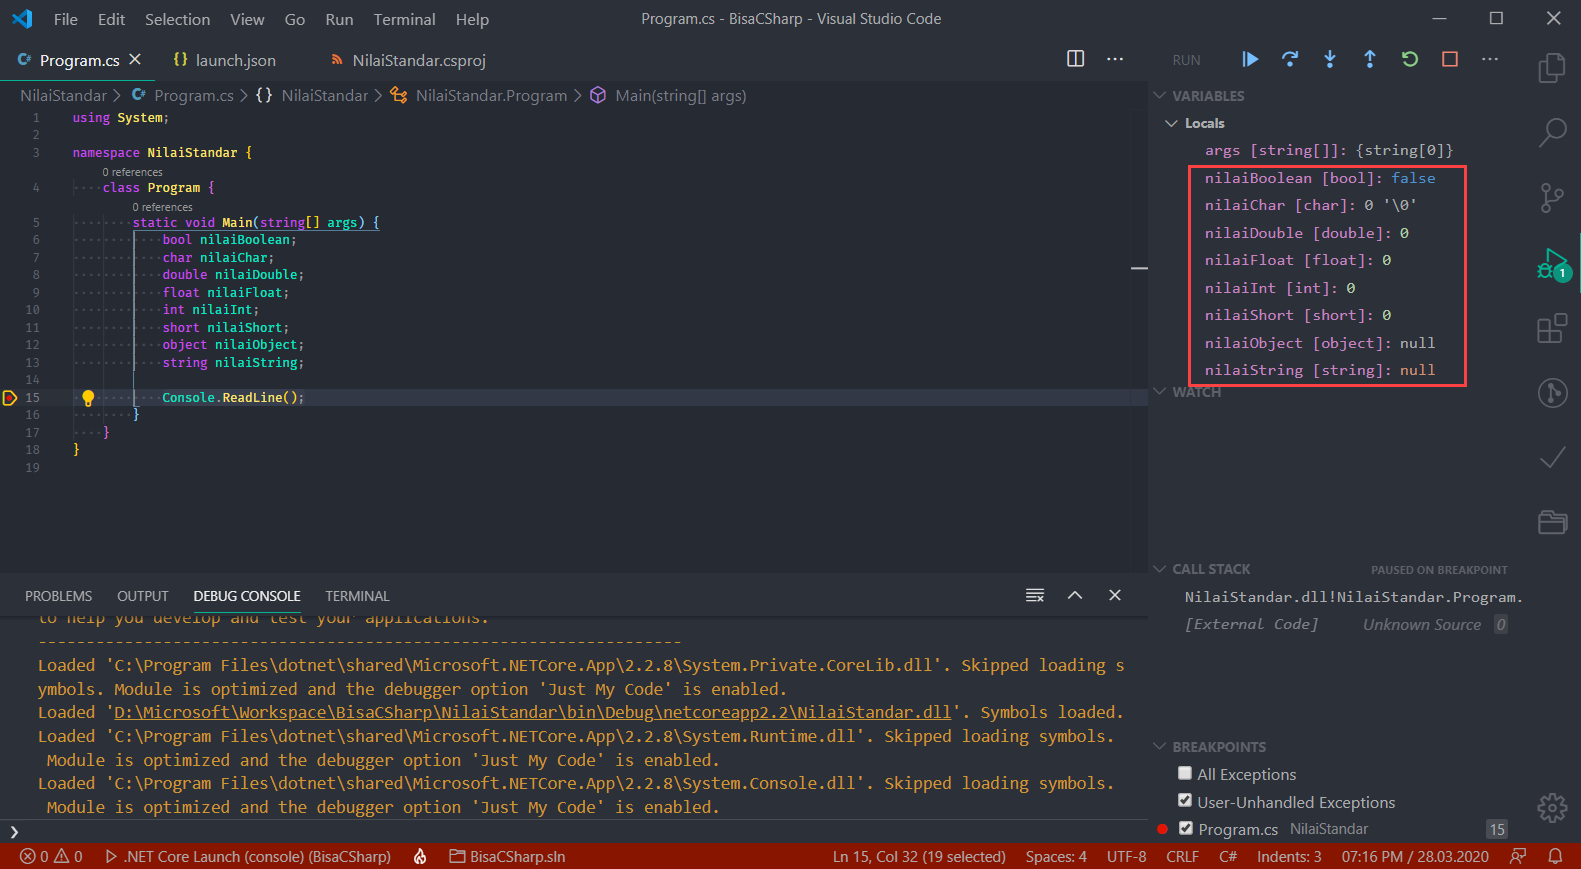 File Edit Selection View Go Run Terminal Help
Program.cs - BisaCSharp - Visual Studio Code
Program.cs launch.json NilaiStandar.csproj
NilaiStandar > Program.cs > {} NilaiStandar > NilaiStandar.Program > Main(string[] args)
1 using System;
2
3 namespace NilaiStandar {
0 references
4 class Program {
0 references
5 static void Main(string[] args) {
6 bool nilaiBoolean;
7 char nilaiChar;
8 double nilaiDouble;
9 float nilaiFloat;
10 int nilaiInt;
11 short nilaiShort;
12 object nilaiObject;
13 string nilaiString;
14
15 Console.ReadLine();
16 }
17 }
18 }
19
PROBLEMS OUTPUT DEBUG CONSOLE TERMINAL
to help you develop and test your applications.
-------------------------------------------------------------------
Loaded 'C:\Program Files\dotnet\shared\Microsoft.NETCore.App\2.2.8\System.Private.CoreLib.dll'. Skipped loading s
ymbols. Module is optimized and the debugger option 'Just My Code' is enabled.
Loaded 'D:\Microsoft\Workspace\BisaCSharp\NilaiStandar\bin\Debug\netcoreapp2.2\NilaiStandar.dll'. Symbols loaded.
Loaded 'C:\Program Files\dotnet\shared\Microsoft.NETCore.App\2.2.8\System.Runtime.dll'. Skipped loading symbols.
Module is optimized and the debugger option 'Just My Code' is enabled.
Loaded 'C:\Program Files\dotnet\shared\Microsoft.NETCore.App\2.2.8\System.Console.dll'. Skipped loading symbols.
Module is optimized and the debugger option 'Just My Code' is enabled.
RUN
VARIABLES
Locals
args [string[]]: {string[0]}
nilaiBoolean [bool]: false
nilaiChar [char]: 0 '\0'
nilaiDouble [double]: 0
nilaiFloat [float]: 0
nilaiInt [int]: 0
nilaiShort [short]: 0
nilaiObject [object]: null
nilaiString [string]: null
WATCH
CALL STACK PAUSED ON BREAKPOINT
NilaiStandar.dll!NilaiStandar.Program.
[External Code] Unknown Source 0
BREAKPOINTS
All Exceptions
User-Unhandled Exceptions
Program.cs NilaiStandar 15
1
0 0 .NET Core Launch (console) (BisaCSharp) BisaCSharp.sln Ln 15, Col 32 (19 selected) Spaces: 4 UTF-8 CRLF C# Indents: 3 07:16 PM / 28.03.2020